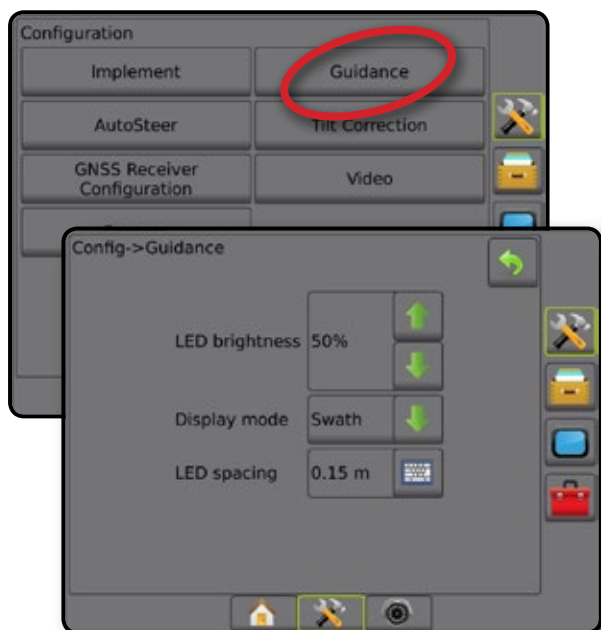 Configuration
Implement
Guidance
AutoSteer
Tilt Correction
GNSS Receiver
Configuration
Video
Config->Guidance
LED brightness 50%
Display mode Swath
LED spacing 0.15 m